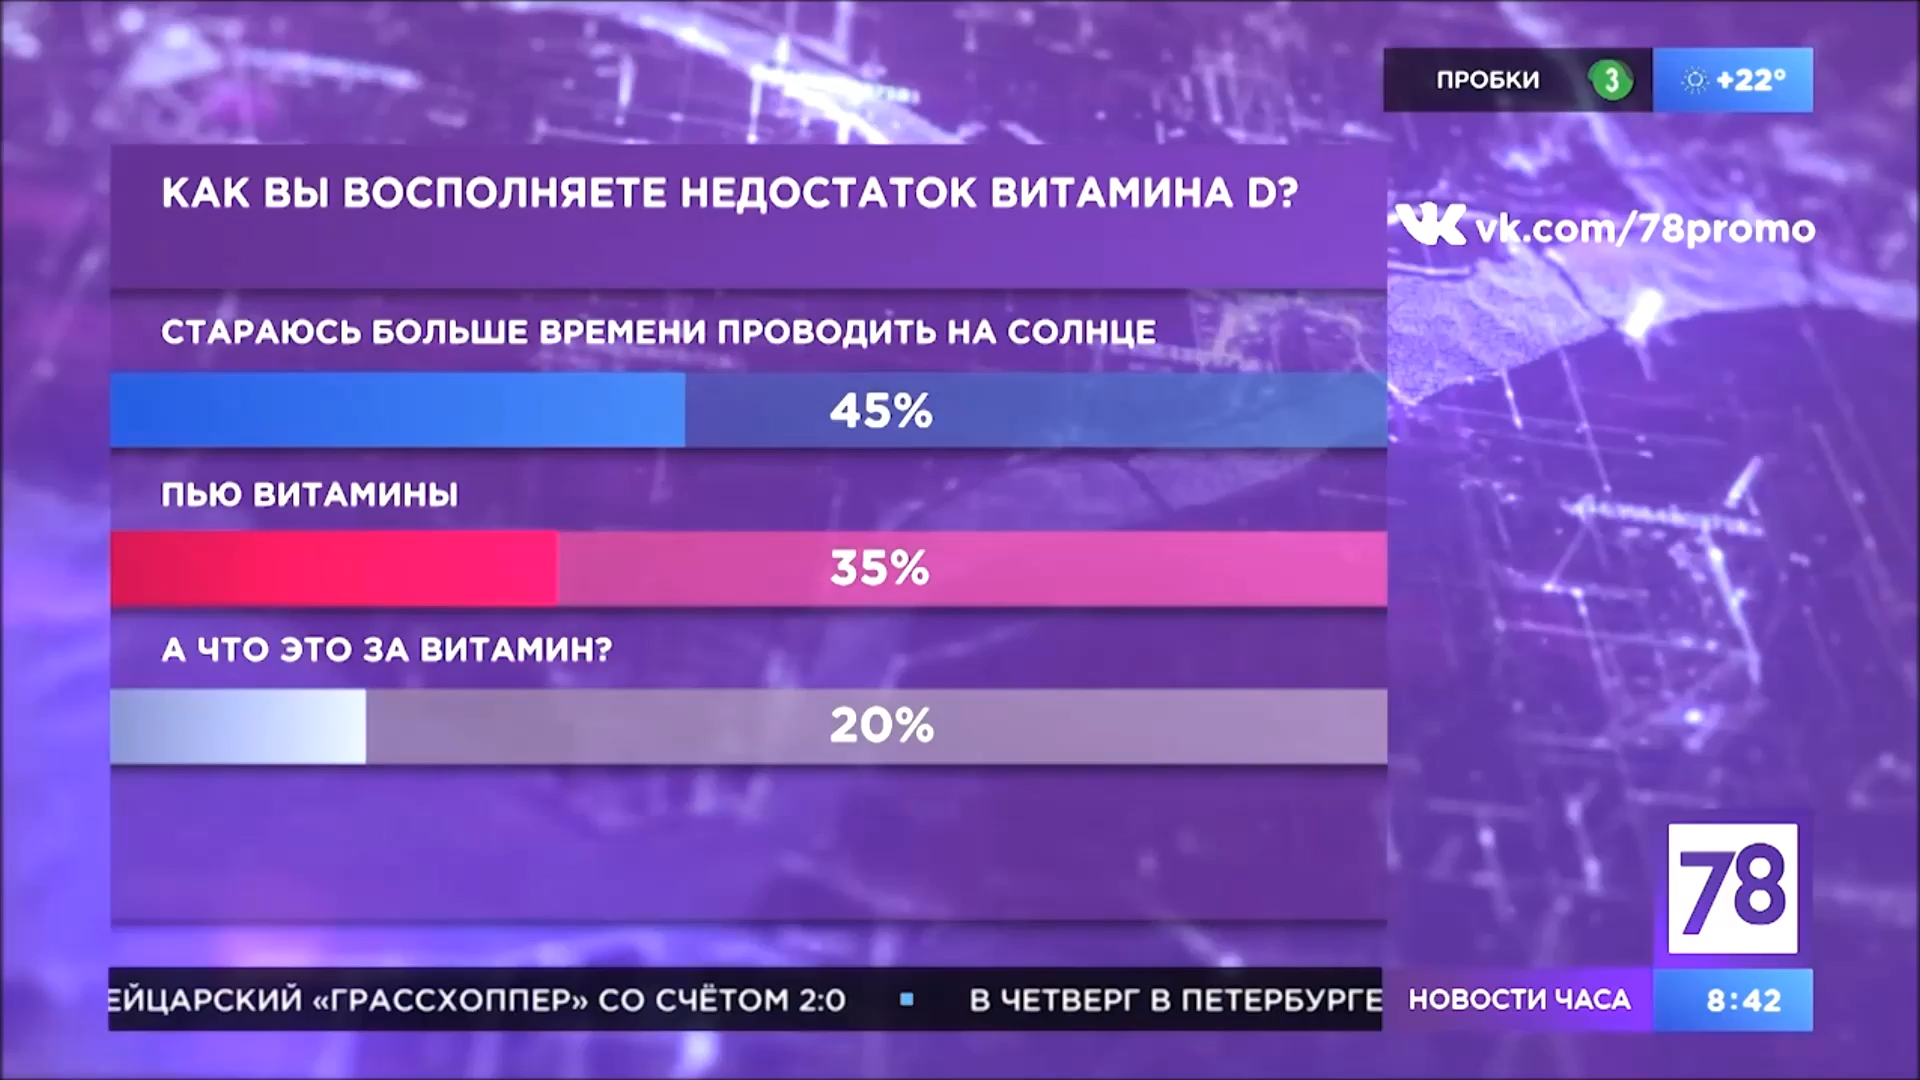 ПРОБКИ 3 +22°
КАК ВЫ ВОСПОЛНЯЕТЕ НЕДОСТАТОК ВИТАМИНА D?
vk.com/78promo
СТАРАЮСЬ БОЛЬШЕ ВРЕМЕНИ ПРОВОДИТЬ НА СОЛНЦЕ
45%
ПЬЮ ВИТАМИНЫ
35%
А ЧТО ЭТО ЗА ВИТАМИН?
20%
78
ЕЙЦАРСКИЙ «ГРАССХОППЕР» СО СЧЁТОМ 2:0 ▪ В ЧЕТВЕРГ В ПЕТЕРБУРГЕ
НОВОСТИ ЧАСА 8:42